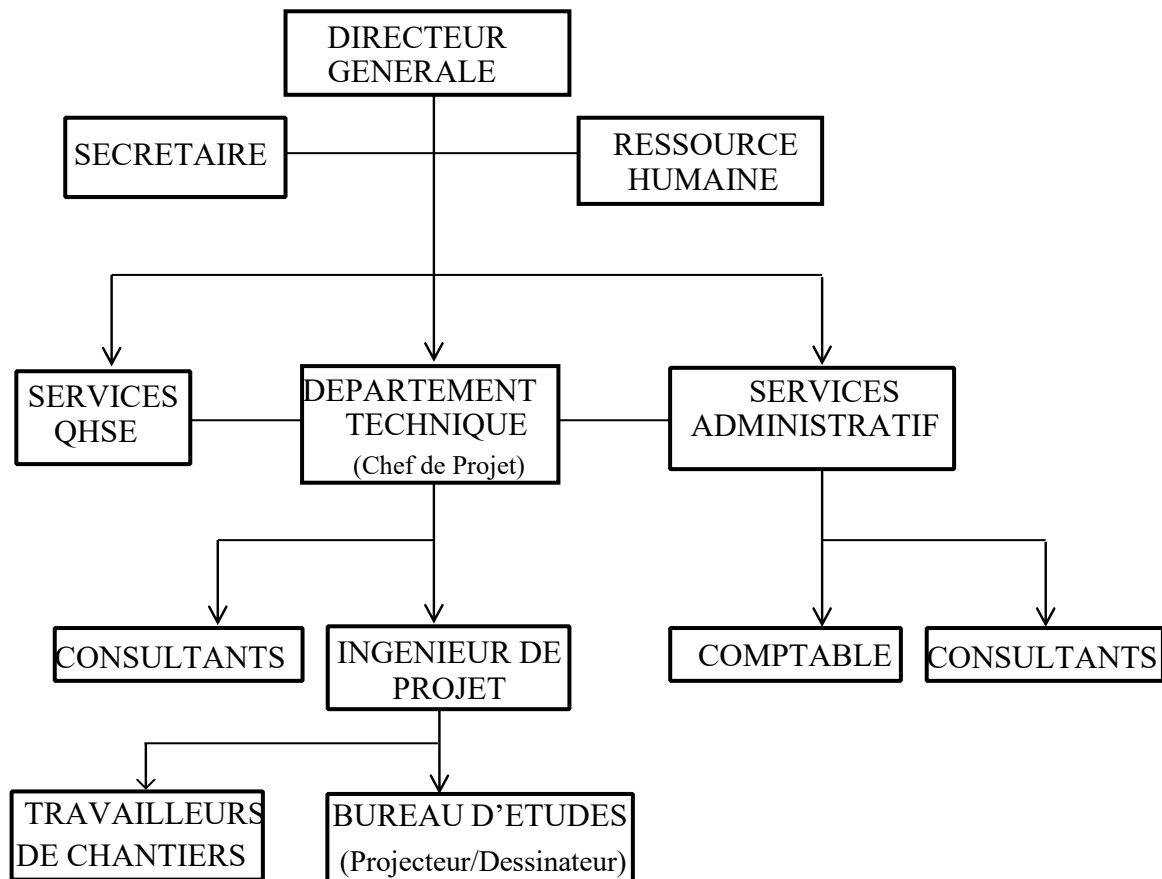 DIRECTEUR
GENERALE
SECRETAIRE
RESSOURCE
HUMAINE
SERVICES
QHSE
DEPARTEMENT
TECHNIQUE
(Chef de Projet)
SERVICES
ADMINISTRATIF
CONSULTANTS
INGENIEUR DE
PROJET
COMPTABLE
CONSULTANTS
TRAVAILLEURS
DE CHANTIERS
BUREAU D’ETUDES
(Projecteur/Dessinateur)